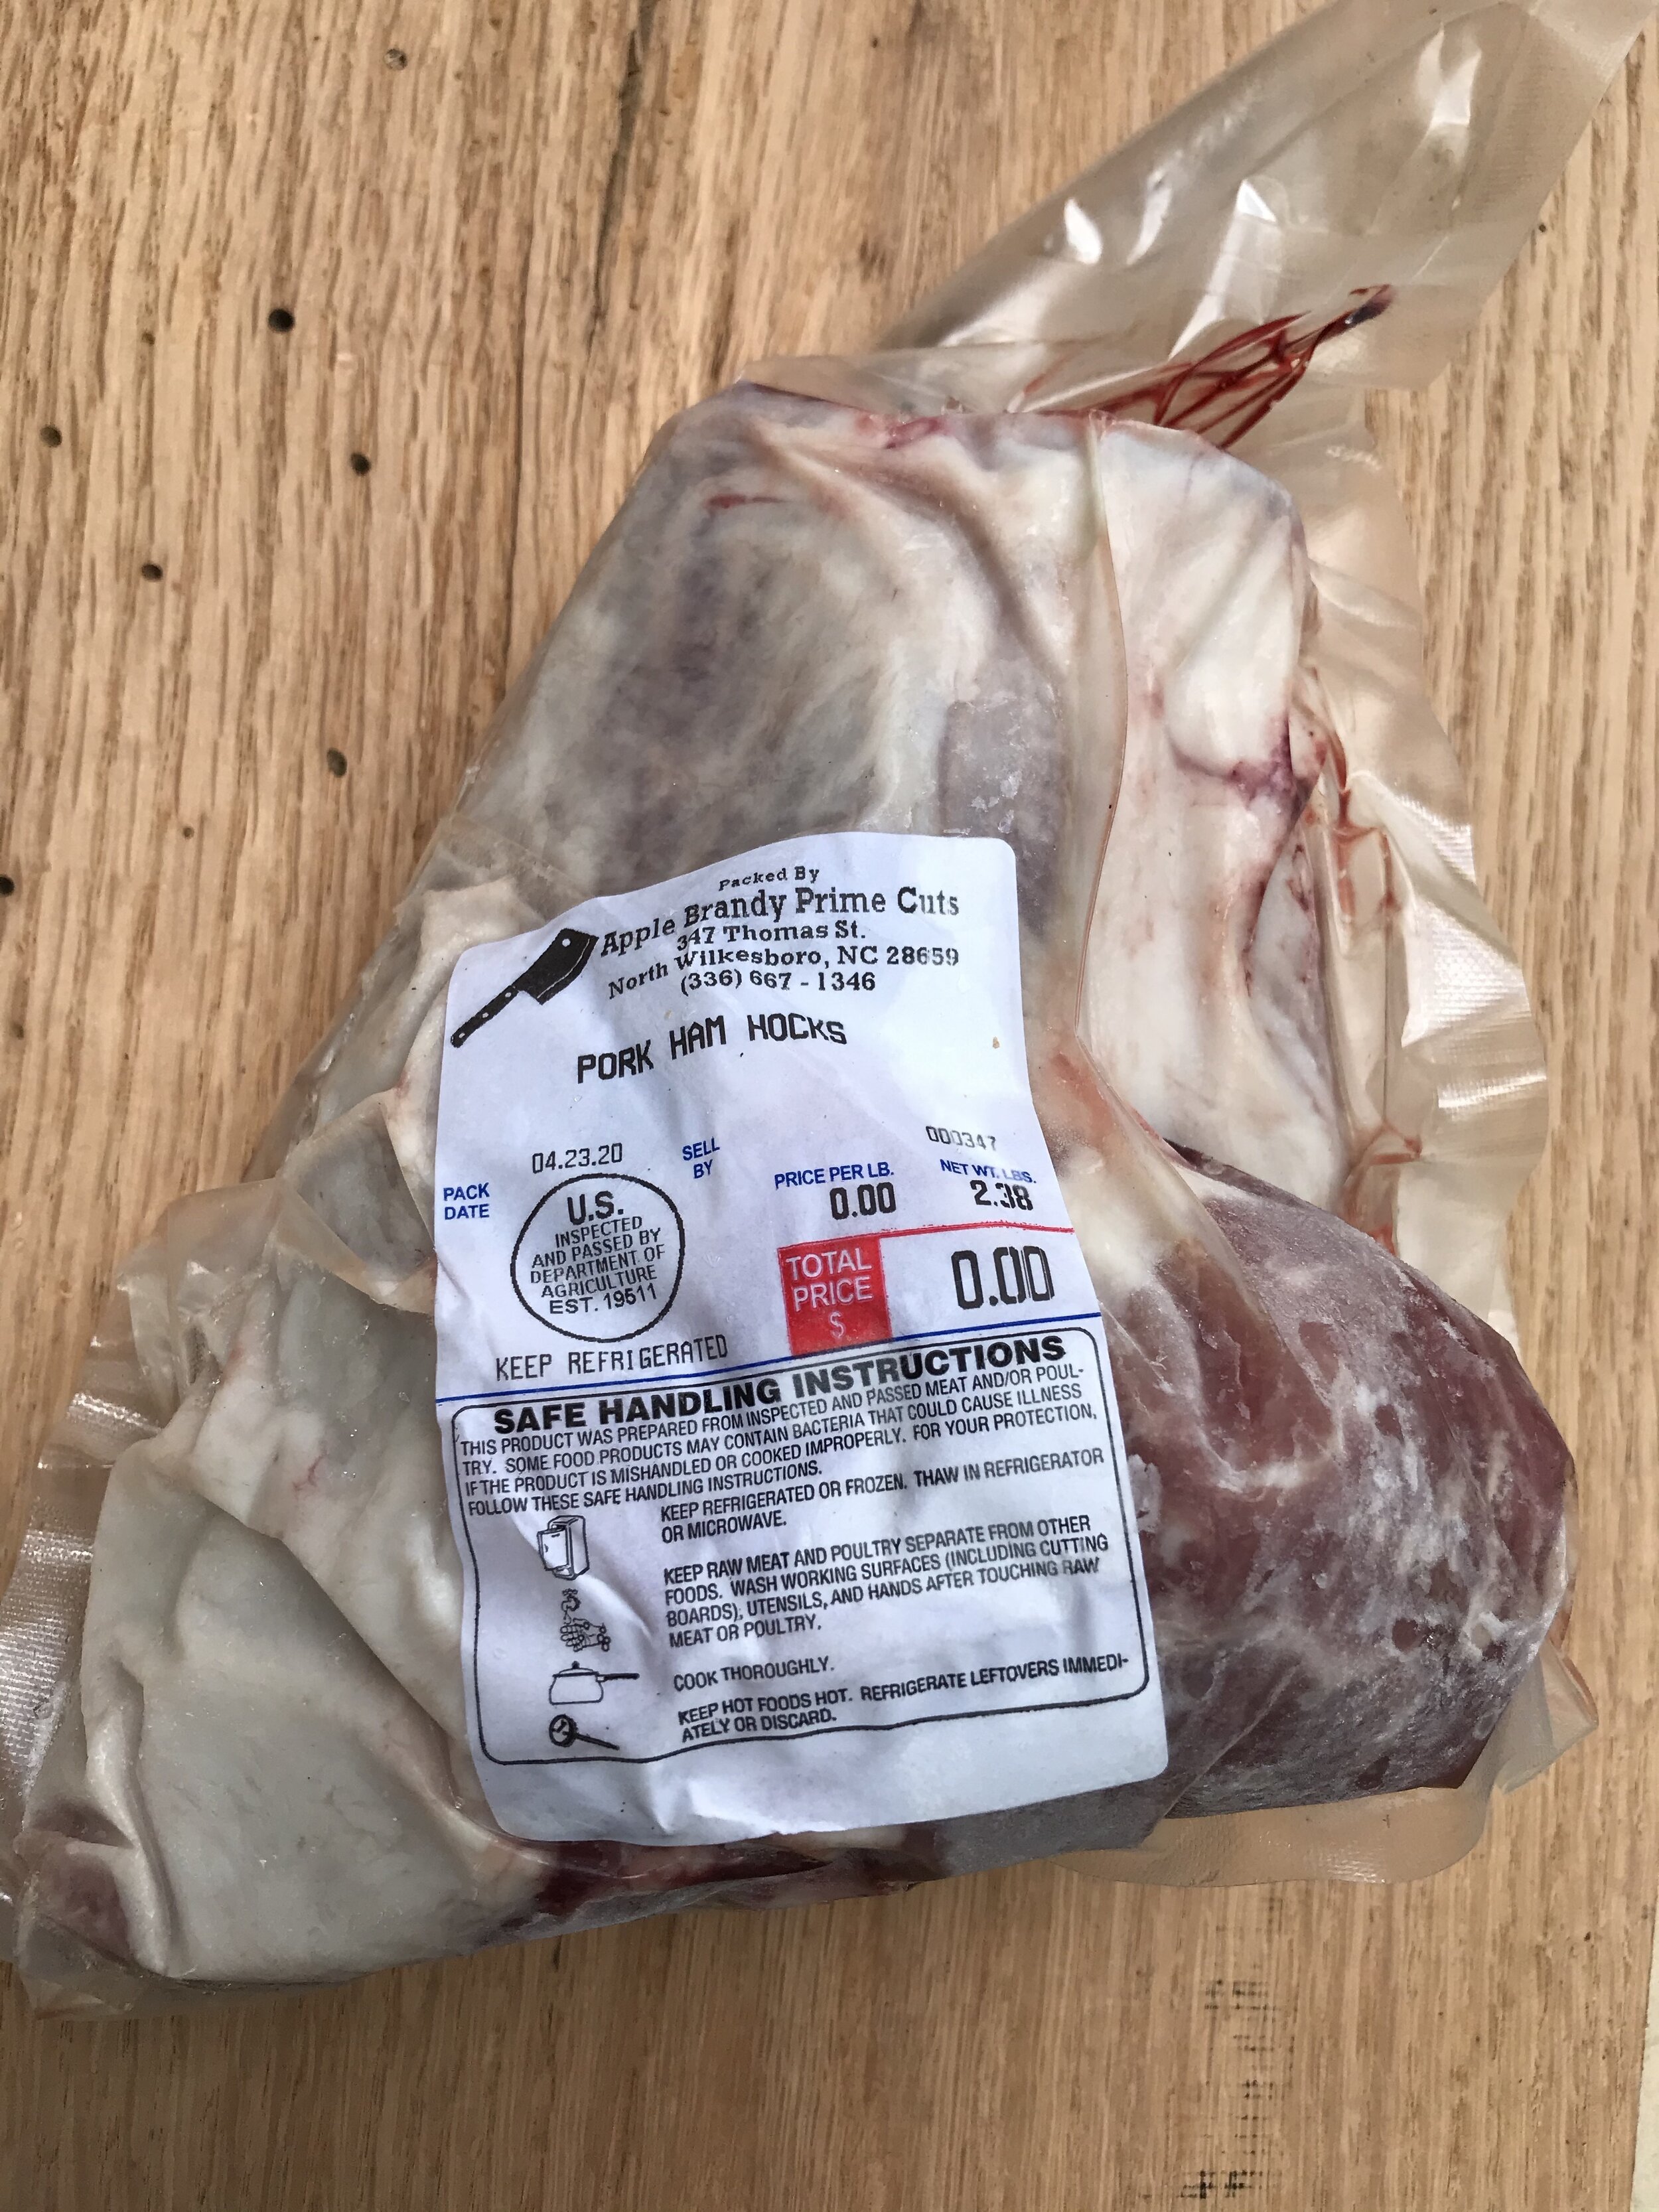 Packed By
Apple Brandy Prime Cuts
347 Thomas St.
North Wilkesboro, NC 28659
(336) 667 - 1346
PORK HAM HOCKS
000347
PACK DATE
04.23.20
SELL BY
PRICE PER LB.
0.00
NET WT. LBS.
2.38
U.S.
INSPECTED
AND PASSED BY
DEPARTMENT OF
AGRICULTURE
EST. 19511
TOTAL
PRICE
$
0.00
KEEP REFRIGERATED
SAFE HANDLING INSTRUCTIONS
THIS PRODUCT WAS PREPARED FROM INSPECTED AND PASSED MEAT AND/OR POUL-
TRY. SOME FOOD PRODUCTS MAY CONTAIN BACTERIA THAT COULD CAUSE ILLNESS
IF THE PRODUCT IS MISHANDLED OR COOKED IMPROPERLY. FOR YOUR PROTECTION,
FOLLOW THESE SAFE HANDLING INSTRUCTIONS.
KEEP REFRIGERATED OR FROZEN. THAW IN REFRIGERATOR
OR MICROWAVE.
KEEP RAW MEAT AND POULTRY SEPARATE FROM OTHER
FOODS. WASH WORKING SURFACES (INCLUDING CUTTING
BOARDS), UTENSILS, AND HANDS AFTER TOUCHING RAW
MEAT OR POULTRY.
COOK THOROUGHLY.
KEEP HOT FOODS HOT. REFRIGERATE LEFTOVERS IMMEDI-
ATELY OR DISCARD.